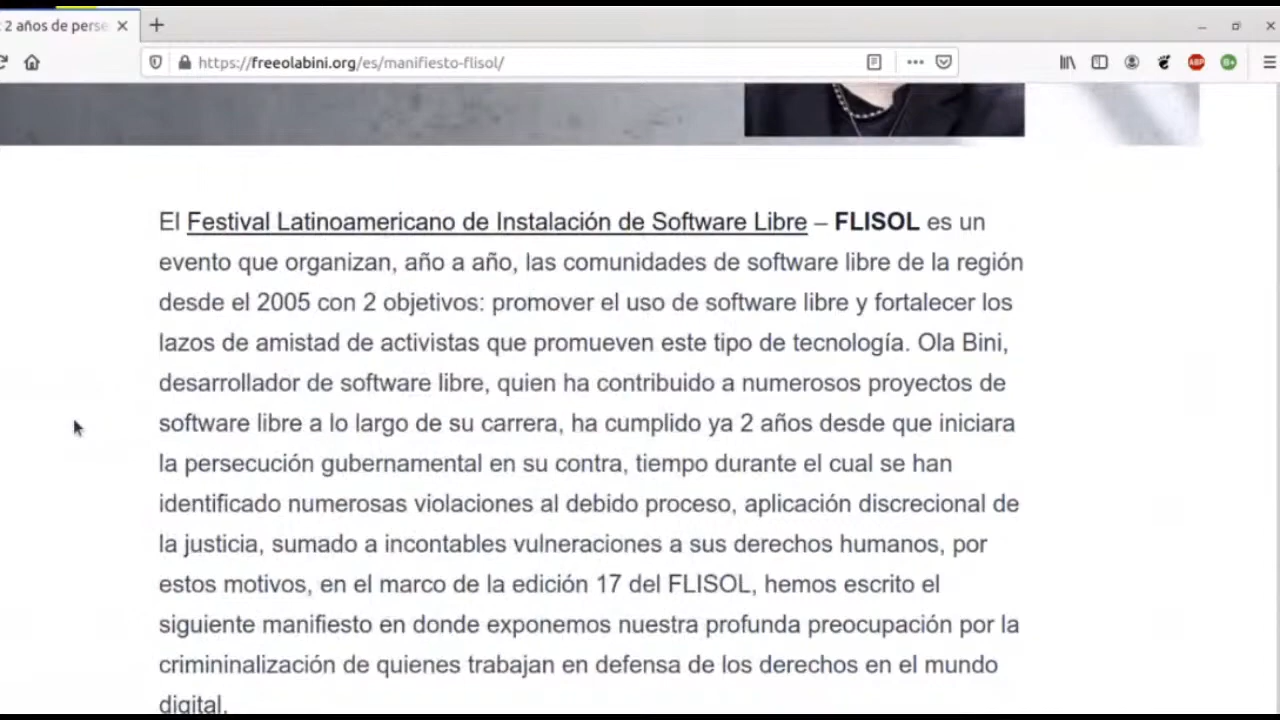 2 años de perse
https://freeolabini.org/es/manifiesto-flisol/
ABP
El Festival Latinoamericano de Instalación de Software Libre – FLISOL es un
evento que organizan, año a año, las comunidades de software libre de la región
desde el 2005 con 2 objetivos: promover el uso de software libre y fortalecer los
lazos de amistad de activistas que promueven este tipo de tecnología. Ola Bini,
desarrollador de software libre, quien ha contribuido a numerosos proyectos de
software libre a lo largo de su carrera, ha cumplido ya 2 años desde que iniciara
la persecución gubernamental en su contra, tiempo durante el cual se han
identificado numerosas violaciones al debido proceso, aplicación discrecional de
la justicia, sumado a incontables vulneraciones a sus derechos humanos, por
estos motivos, en el marco de la edición 17 del FLISOL, hemos escrito el
siguiente manifiesto en donde exponemos nuestra profunda preocupación por la
crimininalización de quienes trabajan en defensa de los derechos en el mundo
digital.